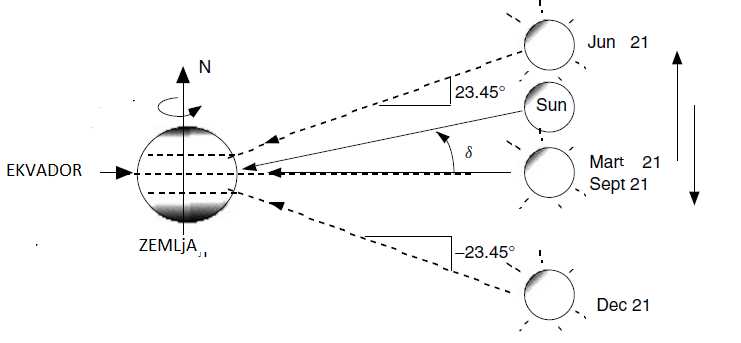 Jun 21
N
23.45°
Sun
δ
Mart 21
Sept 21
EKVADOR
ZEMLjA
–23.45°
Dec 21